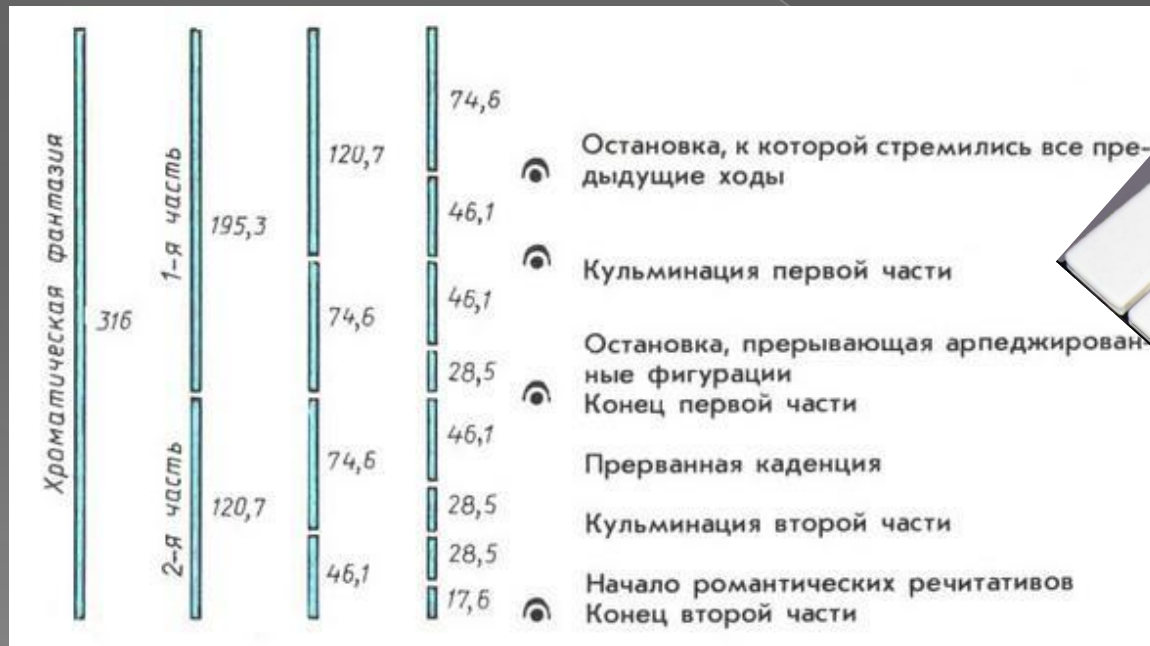 Хроматическая фантазия
316
1-я часть
195,3
2-я часть
120,7
120,7
74,6
74,6
46,1
74,6
46,1
46,1
28,5
46,1
28,5
28,5
17,6
Остановка, к которой стремились все пре-
дыдущие ходы
Кульминация первой части
Остановка, прерывающая арпеджирован-
ные фигурации
Конец первой части
Прерванная каденция
Кульминация второй части
Начало романтических речитативов
Конец второй части